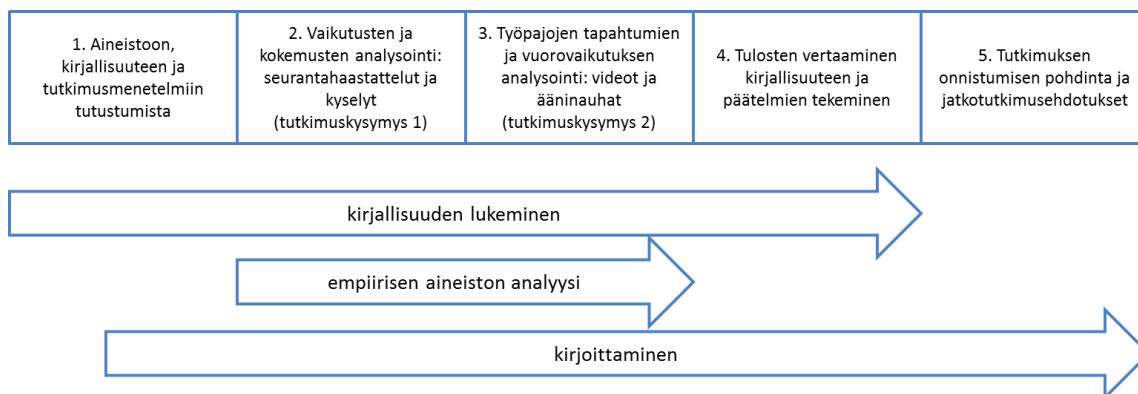 1. Aineistoon,
kirjallisuuteen ja
tutkimusmenetelmiin
tutustumista
2. Vaikutusten ja
kokemusten analysointi:
seurantahaastattelut ja
kyselyt
(tutkimuskysymys 1)
3. Työpajojen tapahtumien
ja vuorovaikutuksen
analysointi: videot ja
ääninauhat
(tutkimuskysymys 2)
4. Tulosten vertaaminen
kirjallisuuteen ja
päätelmien tekeminen
5. Tutkimuksen
onnistumisen pohdinta ja
jatkotutkimusehdotukset
kirjallisuuden lukeminen
empiirisen aineiston analyysi
kirjoittaminen